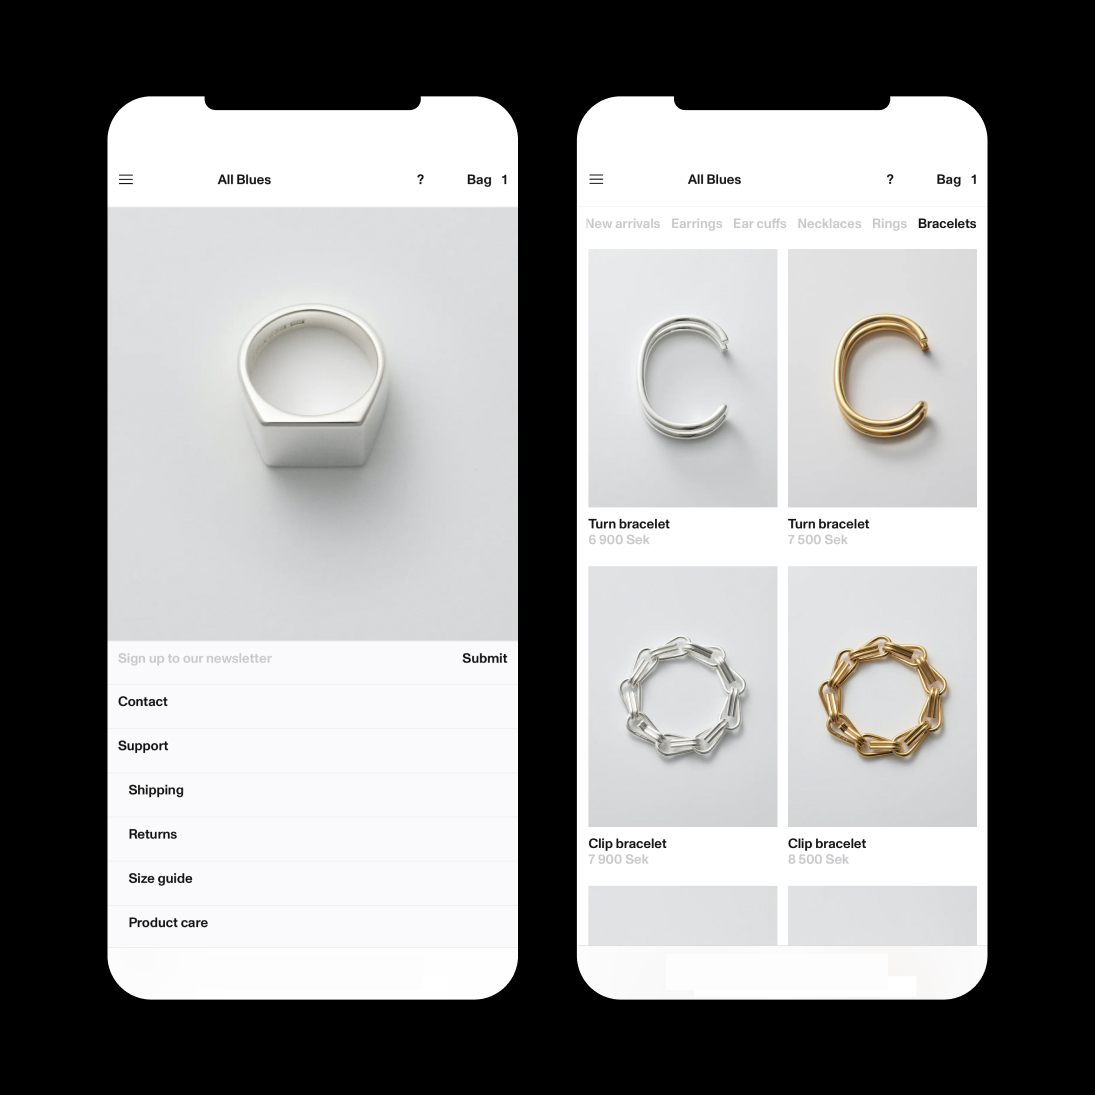 All Blues ? Bag 1
Sign up to our newsletter Submit
Contact
Support
Shipping
Returns
Size guide
Product care
All Blues ? Bag 1
New arrivals Earrings Ear cuffs Necklaces Rings Bracelets
Turn bracelet
6 900 Sek
Turn bracelet
7 500 Sek
Clip bracelet
7 900 Sek
Clip bracelet
8 500 Sek